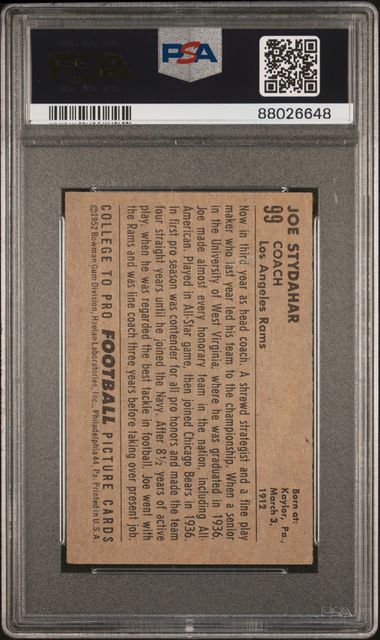 PSA
PSA
88026648
JOE STYDAHAR
99 COACH
Los Angeles Rams
Born at:
Kaylor, Pa.,
March 3,
1912
Now in third year as head coach. A shrewd strategist and a fine play
maker who last year led his team to the championship. When a senior
in the University of West Virginia, where he was graduated in 1936,
Joe made almost every honorary team in the nation, including All-
American. Played in All-Star game, then joined Chicago Bears in 1936.
In first pro season was contender for all pro honors and made the team
four straight years until he joined the Navy. After 8½ years of active
play, when he was regarded the best tackle in football, Joe went with
the Rams and was line coach three years before taking over present job.
COLLEGE TO PRO FOOTBALL PICTURE CARDS
©1952 Bowman Gum Division, Haelan Laboratories, Inc., Philadelphia 44, Pa. Printed in U.S.A.
PSA